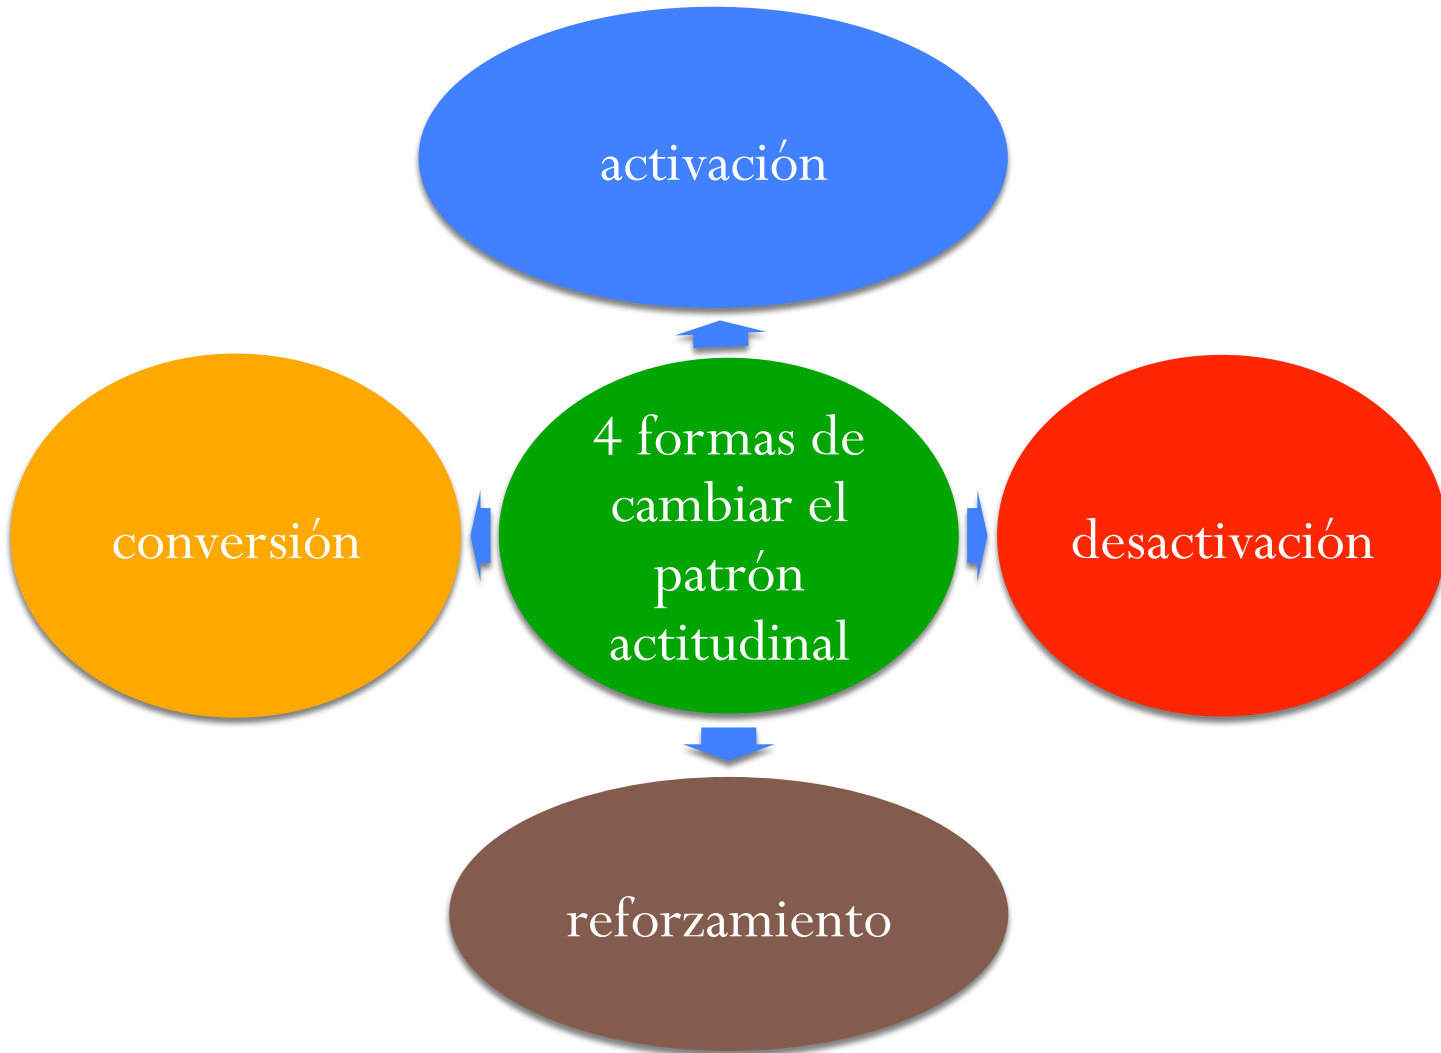 activación
conversión
4 formas de
cambiar el
patrón
actitudinal
desactivación
reforzamiento